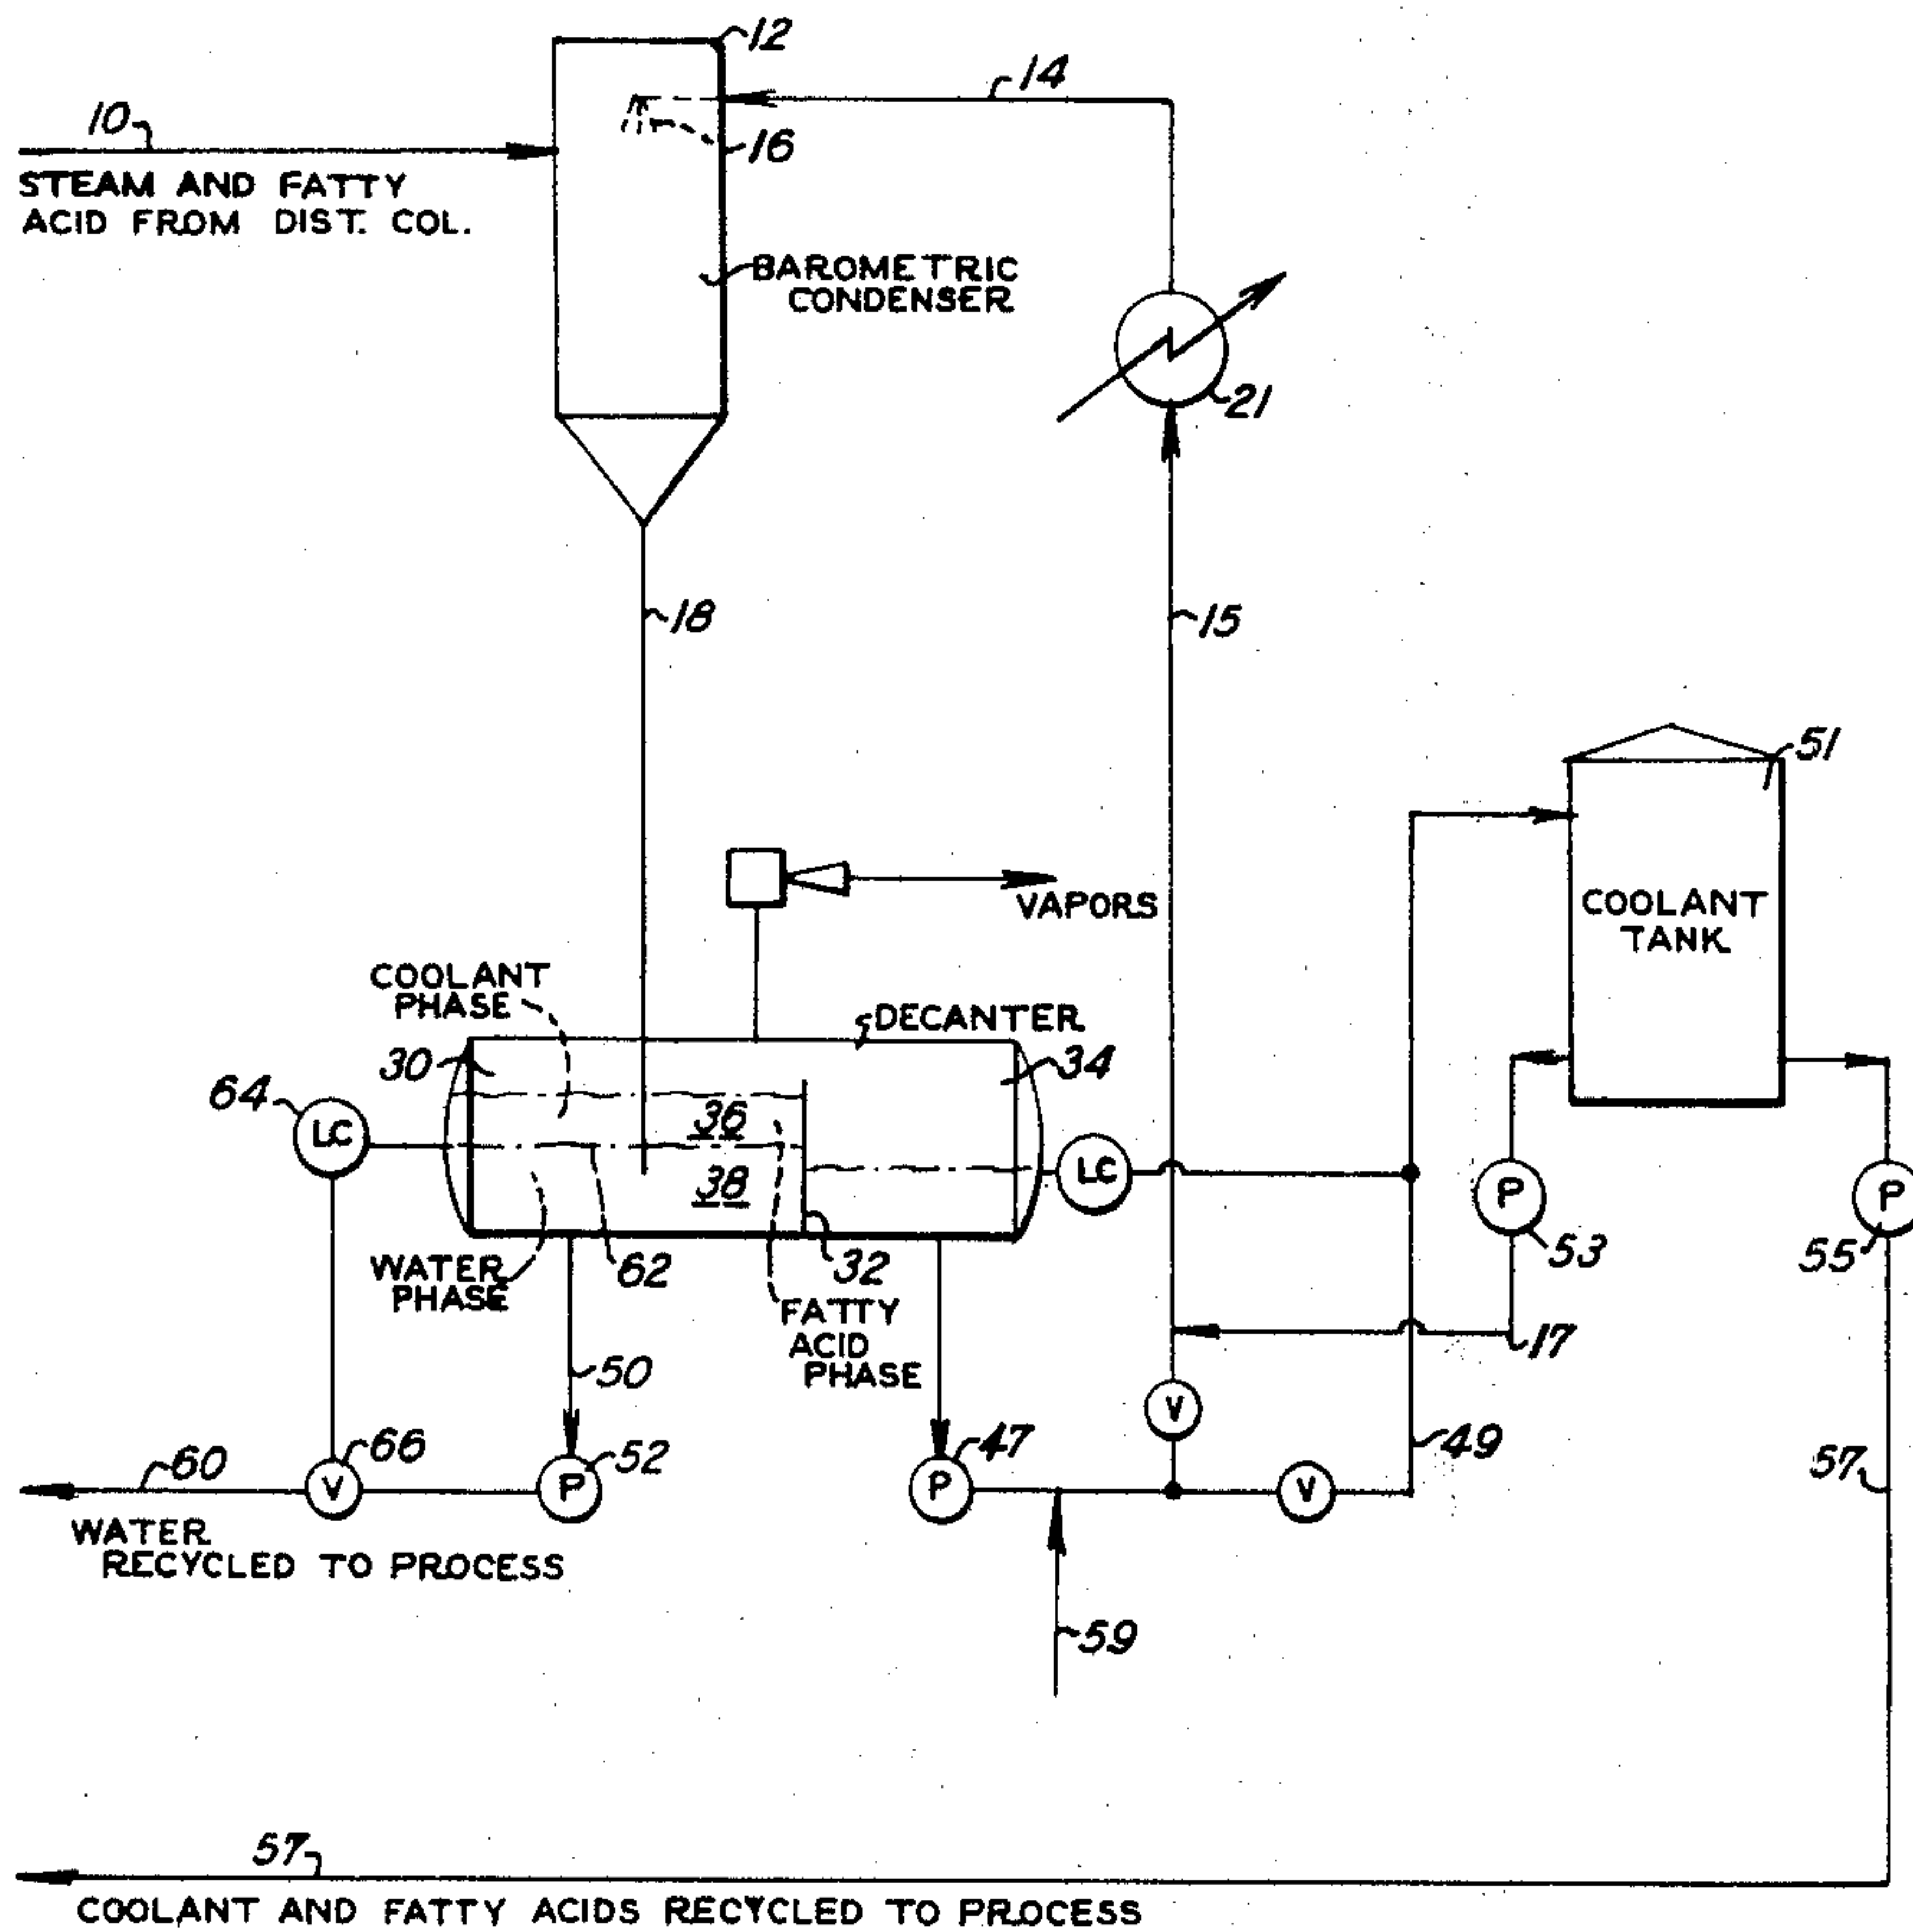 12
14
10
16
STEAM AND FATTY
ACID FROM DIST. COL.
BAROMETRIC
CONDENSER
21
18
15
51
COOLANT
TANK
VAPORS
COOLANT
PHASE
DECANTER
30
34
64
LC
36
LC
38
P
P
53
55
WATER
PHASE
62
32
FATTY
ACID
PHASE
17
50
V
60
66
52
47
49
57
V
P
P
V
WATER
RECYCLED TO PROCESS
59
57
COOLANT AND FATTY ACIDS RECYCLED TO PROCESS